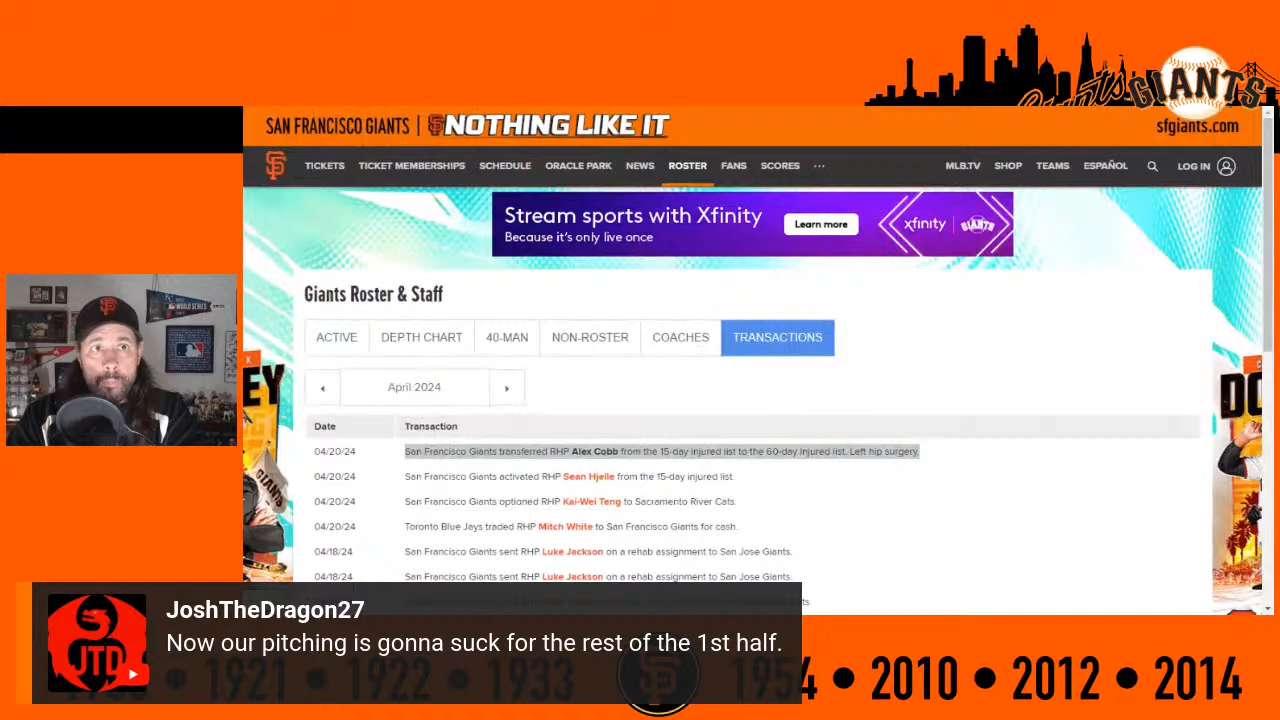 GIANTS
sfgiants.com
SAN FRANCISCO GIANTS | SF NOTHING LIKE IT
TICKETS TICKET MEMBERSHIPS SCHEDULE ORACLE PARK NEWS ROSTER FANS SCORES ··· MLB.TV SHOP TEAMS ESPAÑOL LOG IN
Stream sports with Xfinity
Because it's only live once
Learn more
xfinity GIANTS
Giants Roster & Staff
ACTIVE DEPTH CHART 40-MAN NON-ROSTER COACHES TRANSACTIONS
April 2024
Date Transaction
04/20/24 San Francisco Giants transferred RHP Alex Cobb from the 15-day injured list to the 60-day injured list. Left hip surgery.
04/20/24 San Francisco Giants activated RHP Sean Hjelle from the 15-day injured list.
04/20/24 San Francisco Giants optioned RHP Kai-Wei Teng to Sacramento River Cats.
04/20/24 Toronto Blue Jays traded RHP Mitch White to San Francisco Giants for cash.
04/18/24 San Francisco Giants sent RHP Luke Jackson on a rehab assignment to San Jose Giants.
04/18/24 San Francisco Giants sent RHP Luke Jackson on a rehab assignment to San Jose Giants.
EY
DO
JTD
JoshTheDragon27
Now our pitching is gonna suck for the rest of the 1st half.
• 1921 • 1922 • 1933 SF 1954 • 2010 • 2012 • 2014